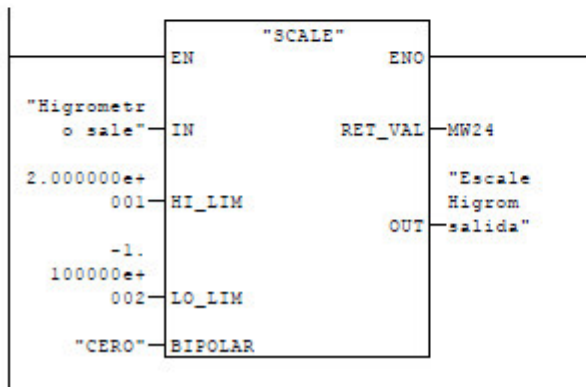 "SCALE"
EN ENO
"Higrometr
o sale" IN RET_VAL MW24
2.000000e+
001 HI_LIM
"Escale
Higrom
OUT salida"
-1.
100000e+
002 LO_LIM
"CERO" BIPOLAR